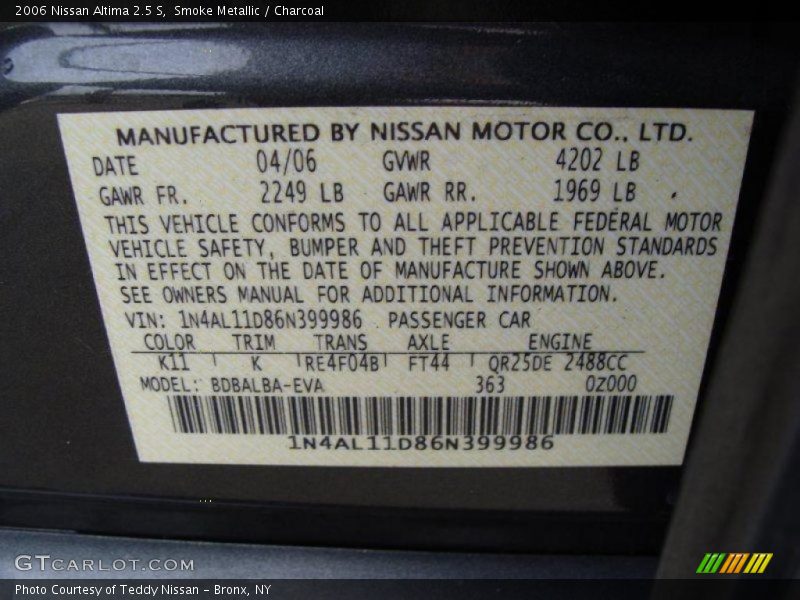 2006 Nissan Altima 2.5 S, Smoke Metallic / Charcoal
MANUFACTURED BY NISSAN MOTOR CO., LTD.
DATE 04/06 GVWR 4202 LB
GAWR FR. 2249 LB GAWR RR. 1969 LB
THIS VEHICLE CONFORMS TO ALL APPLICABLE FEDERAL MOTOR
VEHICLE SAFETY, BUMPER AND THEFT PREVENTION STANDARDS
IN EFFECT ON THE DATE OF MANUFACTURE SHOWN ABOVE.
SEE OWNERS MANUAL FOR ADDITIONAL INFORMATION.
VIN: 1N4AL11D86N399986 PASSENGER CAR
COLOR TRIM TRANS AXLE ENGINE
K11 K RE4F04B FT44 QR25DE 2488CC
MODEL: BDBALBA-EVA 363 0Z000
1N4AL11D86N399986
GTCARLOT.COM
Photo Courtesy of Teddy Nissan - Bronx, NY